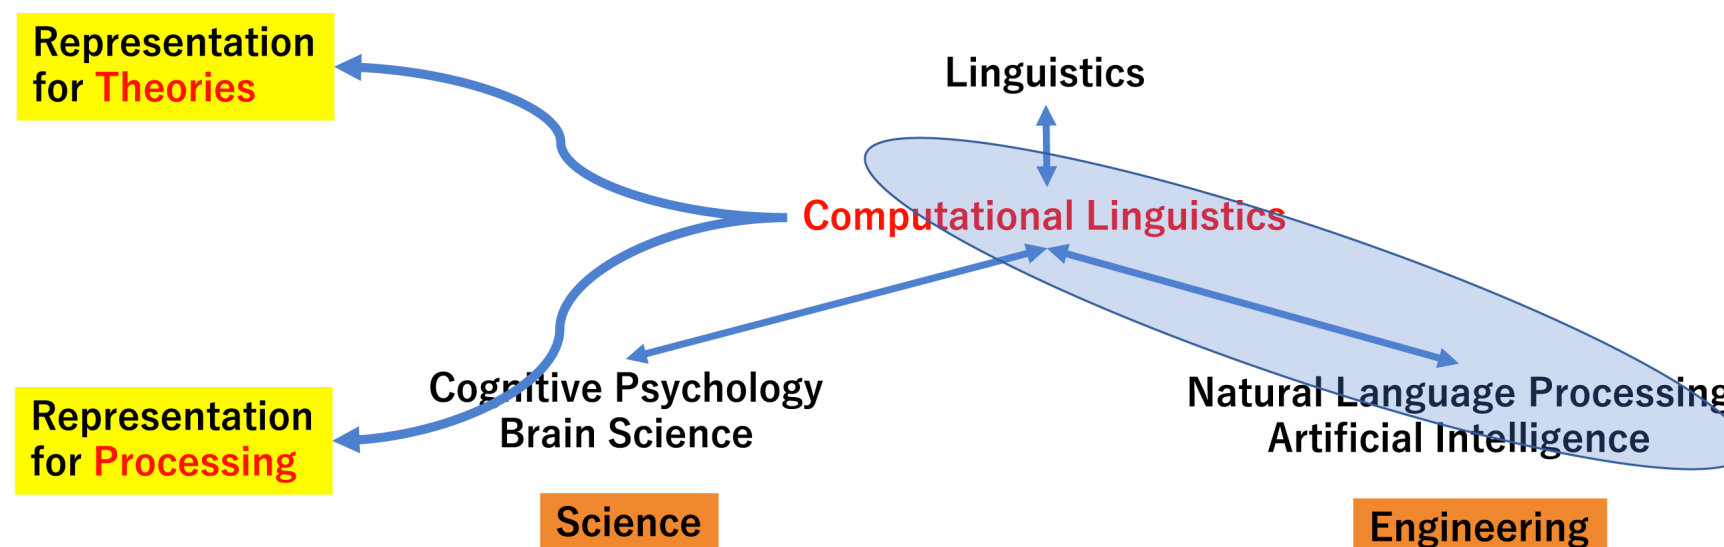 Representation
for Theories
Linguistics
Computational Linguistics
Cognitive Psychology
Brain Science
Natural Language Processing
Artificial Intelligence
Representation
for Processing
Science
Engineering